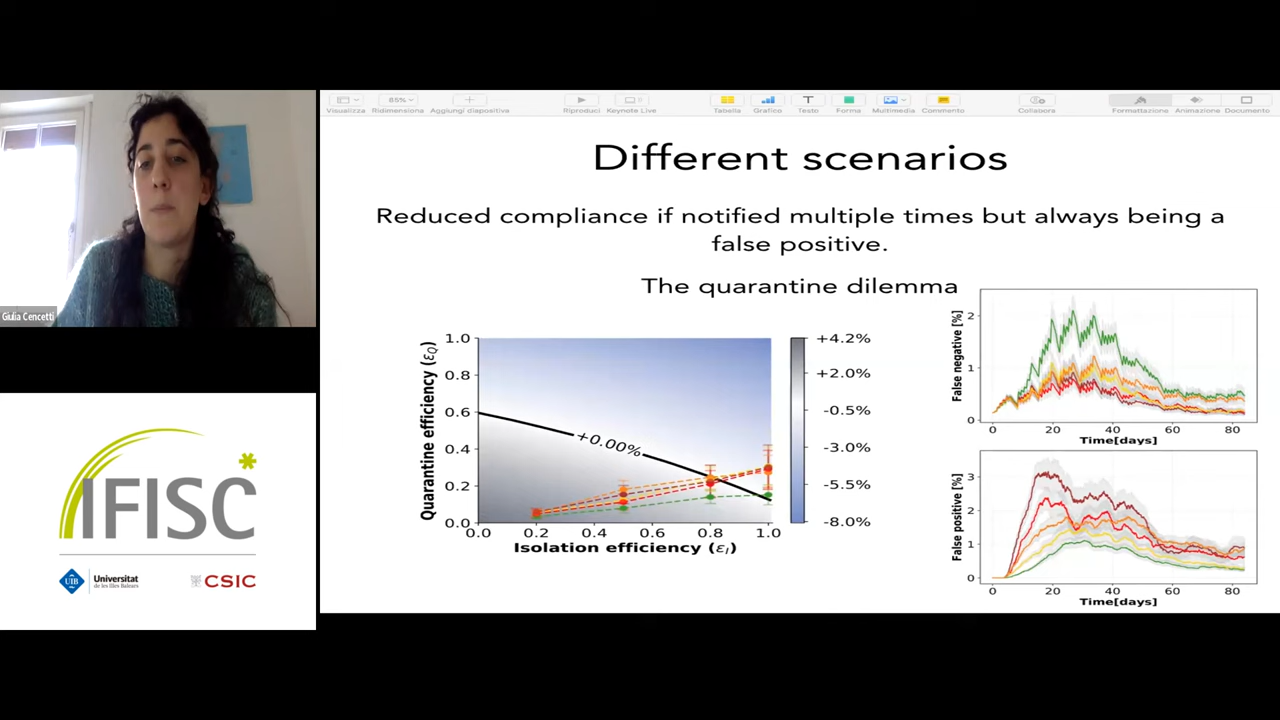 Visualizza
85%
Ridimensiona
Aggiungi diapositiva
Riproduci
Keynote Live
Tabella
Grafico
Testo
Forma
Multimedia
Commento
Collabora
Formattazione
Animazione
Documento
Different scenarios
Reduced compliance if notified multiple times but always being a
false positive.
The quarantine dilemma
Giulia Cencetti
IFISC
UIB
Universitat
de les Illes Balears
CSIC
Quarantine efficiency (εQ)
1.0
0.8
0.6
0.4
0.2
0.0
+0.00%
0.0 0.2 0.4 0.6 0.8 1.0
Isolation efficiency (εI)
+4.2%
+2.0%
-0.5%
-3.0%
-5.5%
-8.0%
False negative [%]
2
1
0
0 20 40 60 80
Time[days]
False positive [%]
3
2
1
0
0 20 40 60 80
Time[days]